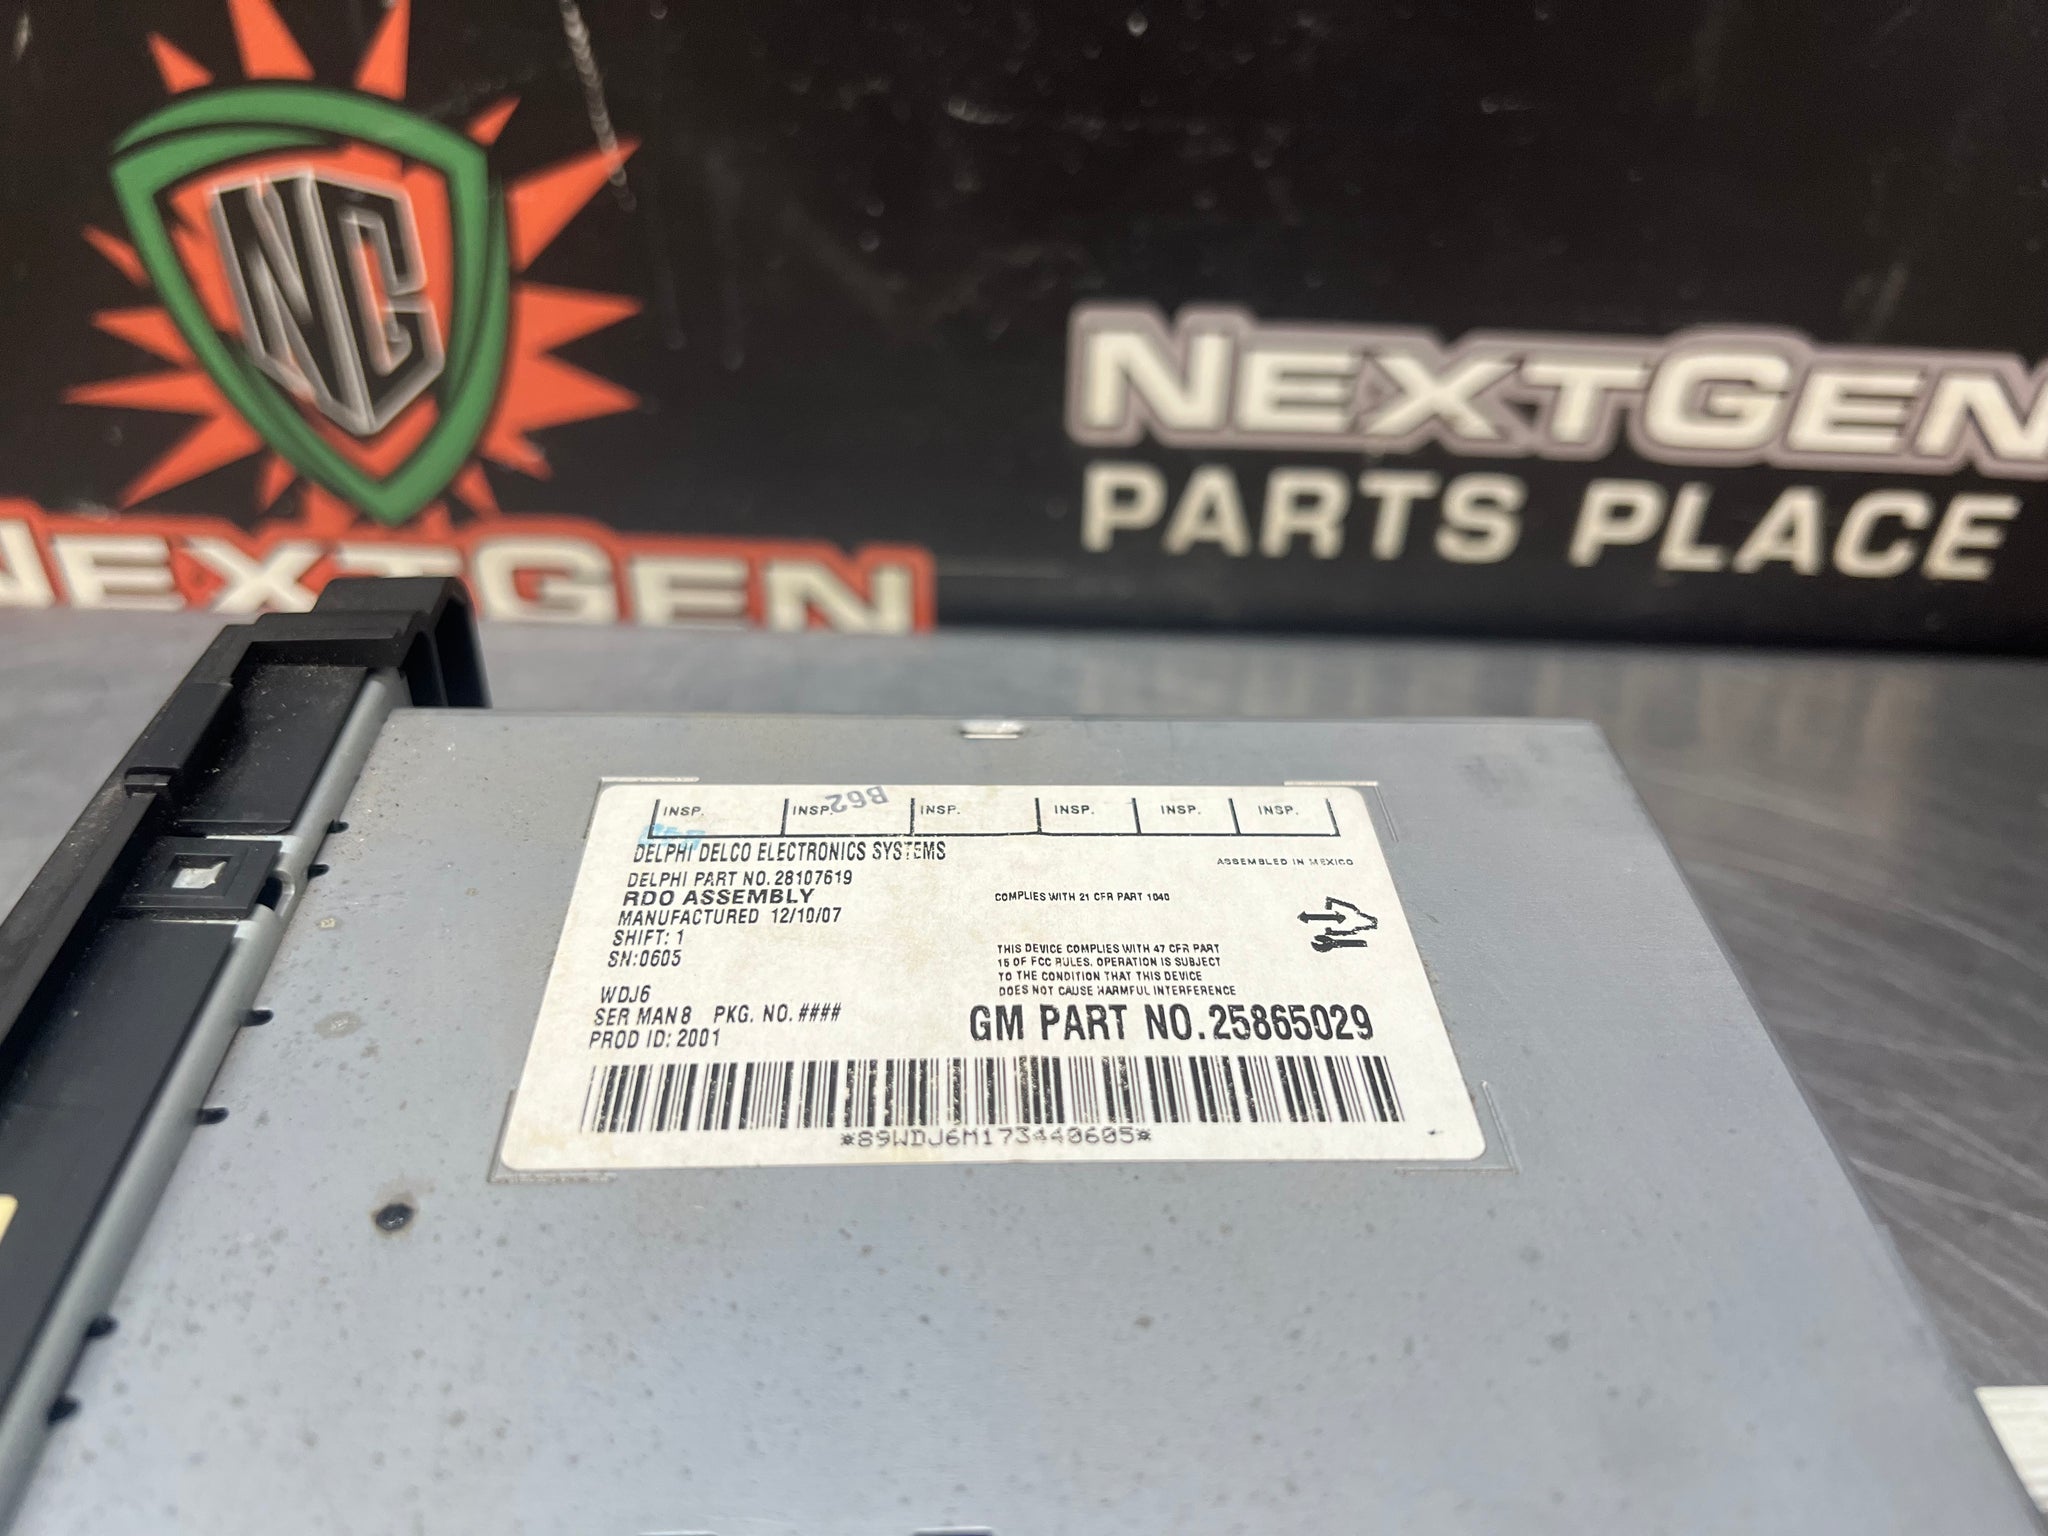 NC
NEXTGEN
NEXTGEN
PARTS PLACE
INSP. INSP. INSP. INSP. INSP. INSP.
B62
DELPHI DELCO ELECTRONICS SYSTEMS
ASSEMBLED IN MEXICO
DELPHI PART NO. 28107619
RDO ASSEMBLY
MANUFACTURED 12/10/07
SHIFT: 1
SN:0605
COMPLIES WITH 21 CFR PART 1040
THIS DEVICE COMPLIES WITH 47 CFR PART
15 OF FCC RULES. OPERATION IS SUBJECT
TO THE CONDITION THAT THIS DEVICE
DOES NOT CAUSE HARMFUL INTERFERENCE
WDJ6
SER MAN 8 PKG. NO. ####
PROD ID: 2001
GM PART NO. 25865029
*89WDJ6M173440605*